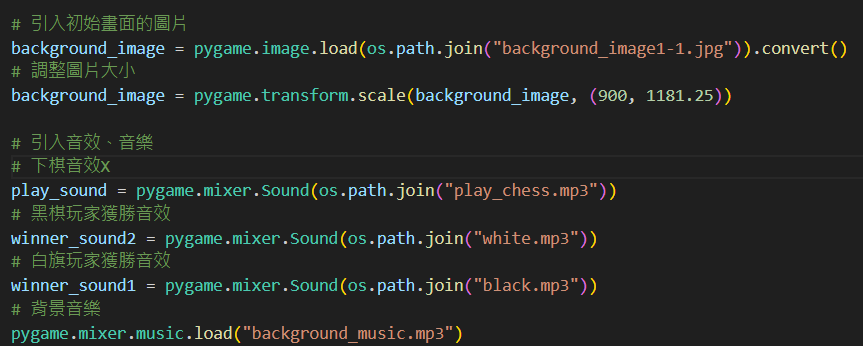 # 引入初始畫面的圖片
background_image = pygame.image.load(os.path.join("background_image1-1.jpg")).convert()
# 調整圖片大小
background_image = pygame.transform.scale(background_image, (900, 1181.25))
# 引入音效、音樂
# 下棋音效X
play_sound = pygame.mixer.Sound(os.path.join("play_chess.mp3"))
# 黑棋玩家獲勝音效
winner_sound2 = pygame.mixer.Sound(os.path.join("white.mp3"))
# 白旗玩家獲勝音效
winner_sound1 = pygame.mixer.Sound(os.path.join("black.mp3"))
# 背景音樂
pygame.mixer.music.load("background_music.mp3")